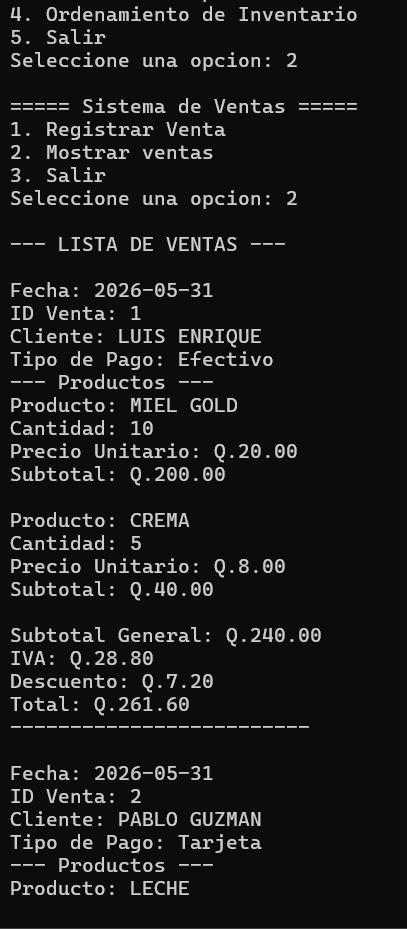 4. Ordenamiento de Inventario
5. Salir
Seleccione una opcion: 2
===== Sistema de Ventas =====
1. Registrar Venta
2. Mostrar ventas
3. Salir
Seleccione una opcion: 2
--- LISTA DE VENTAS ---
Fecha: 2026-05-31
ID Venta: 1
Cliente: LUIS ENRIQUE
Tipo de Pago: Efectivo
--- Productos ---
Producto: MIEL GOLD
Cantidad: 10
Precio Unitario: Q.20.00
Subtotal: Q.200.00
Producto: CREMA
Cantidad: 5
Precio Unitario: Q.8.00
Subtotal: Q.40.00
Subtotal General: Q.240.00
IVA: Q.28.80
Descuento: Q.7.20
Total: Q.261.60
-------------------------
Fecha: 2026-05-31
ID Venta: 2
Cliente: PABLO GUZMAN
Tipo de Pago: Tarjeta
--- Productos ---
Producto: LECHE